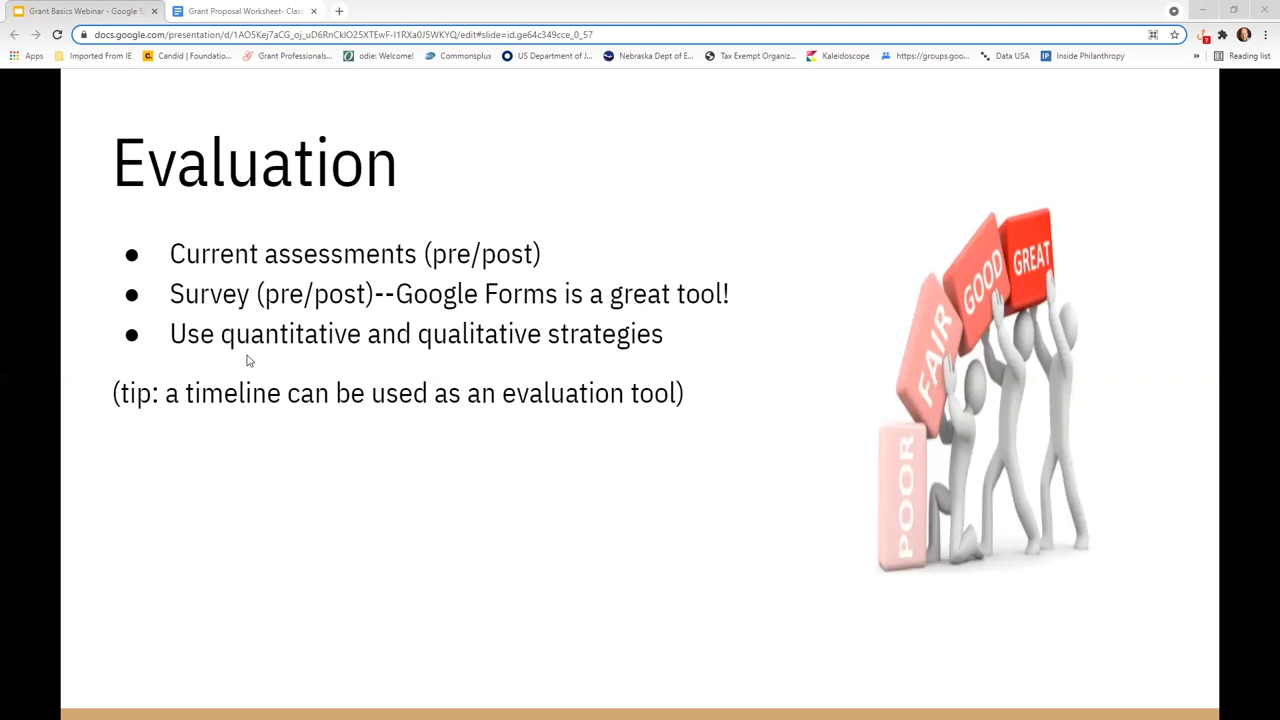 Grant Basics Webinar - Google Sl
Grant Proposal Worksheet- Clas
docs.google.com/presentation/d/1AO5Kej7aCG_oj_uD6RnCkIO25XTEwF-I1RXa0J5WKYQ/edit#slide=id.ge64c349cce_0_57
Apps Imported From IE Candid | Foundatio... Grant Professionals... odie: Welcome! Commonsplus US Department of J... Nebraska Dept of E... Tax Exempt Organiz... Kaleidoscope https://groups.goo... Data USA Inside Philanthropy » Reading list
Evaluation
● Current assessments (pre/post)
● Survey (pre/post)--Google Forms is a great tool!
● Use quantitative and qualitative strategies
(tip: a timeline can be used as an evaluation tool)
GREAT
GOOD
FAIR
POOR